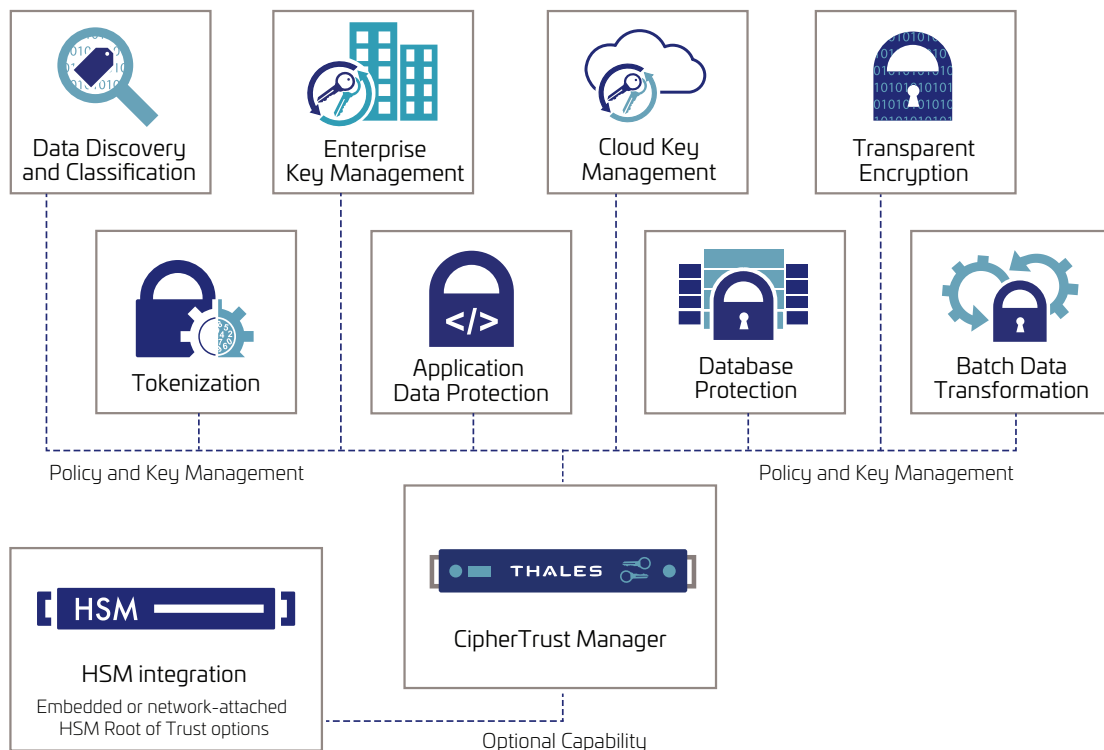 Data Discovery
and Classification
Enterprise
Key Management
Cloud Key
Management
Transparent
Encryption
Tokenization
</>
Application
Data Protection
Database
Protection
Batch Data
Transformation
Policy and Key Management
Policy and Key Management
THALES
CipherTrust Manager
HSM
HSM integration
Embedded or network-attached
HSM Root of Trust options
Optional Capability